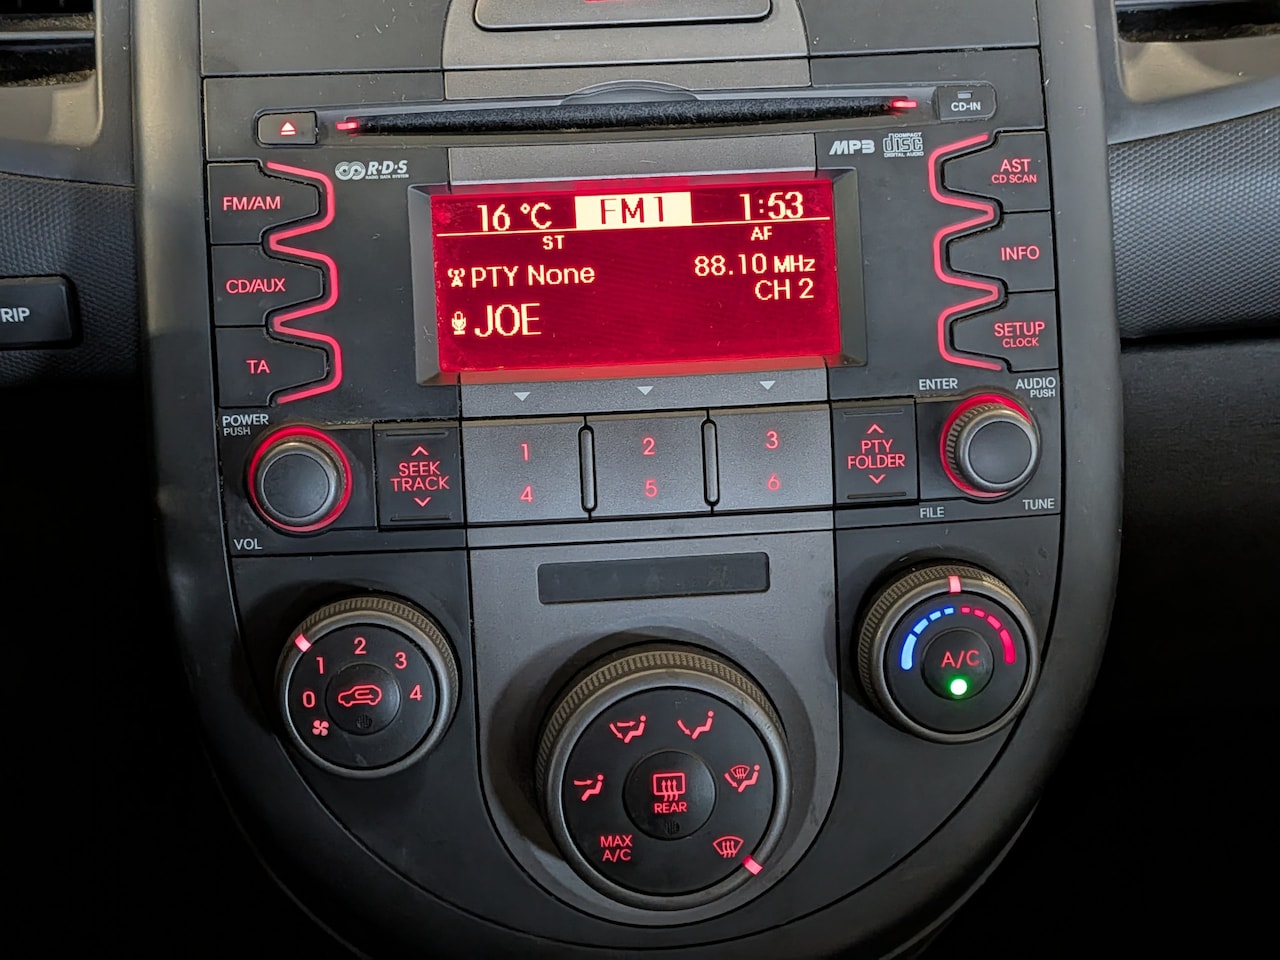 CD-IN
R·D·S
RADIO DATA SYSTEM
MP3
COMPACT
disc
DIGITAL AUDIO
FM/AM
CD/AUX
TA
16 °C FM1 1:53
ST AF
PTY None 88.10 MHz
CH 2
JOE
AST
CD SCAN
INFO
SETUP
CLOCK
RIP
POWER
PUSH
VOL
SEEK
TRACK
1 2 3
4 5 6
PTY
FOLDER
ENTER
AUDIO
PUSH
FILE
TUNE
0 1 2 3 4
REAR
MAX
A/C
A/C